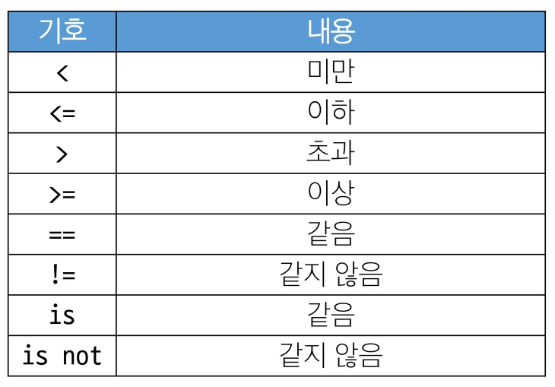 기호 내용
< 미만
<= 이하
> 초과
>= 이상
== 같음
!= 같지 않음
is 같음
is not 같지 않음